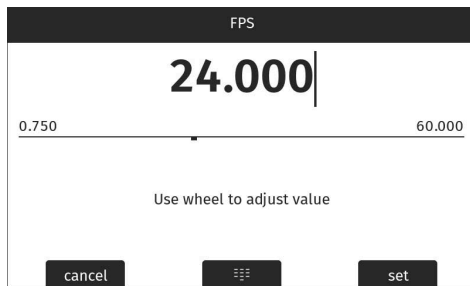 FPS
24.000
0.750 60.000
Use wheel to adjust value
cancel set